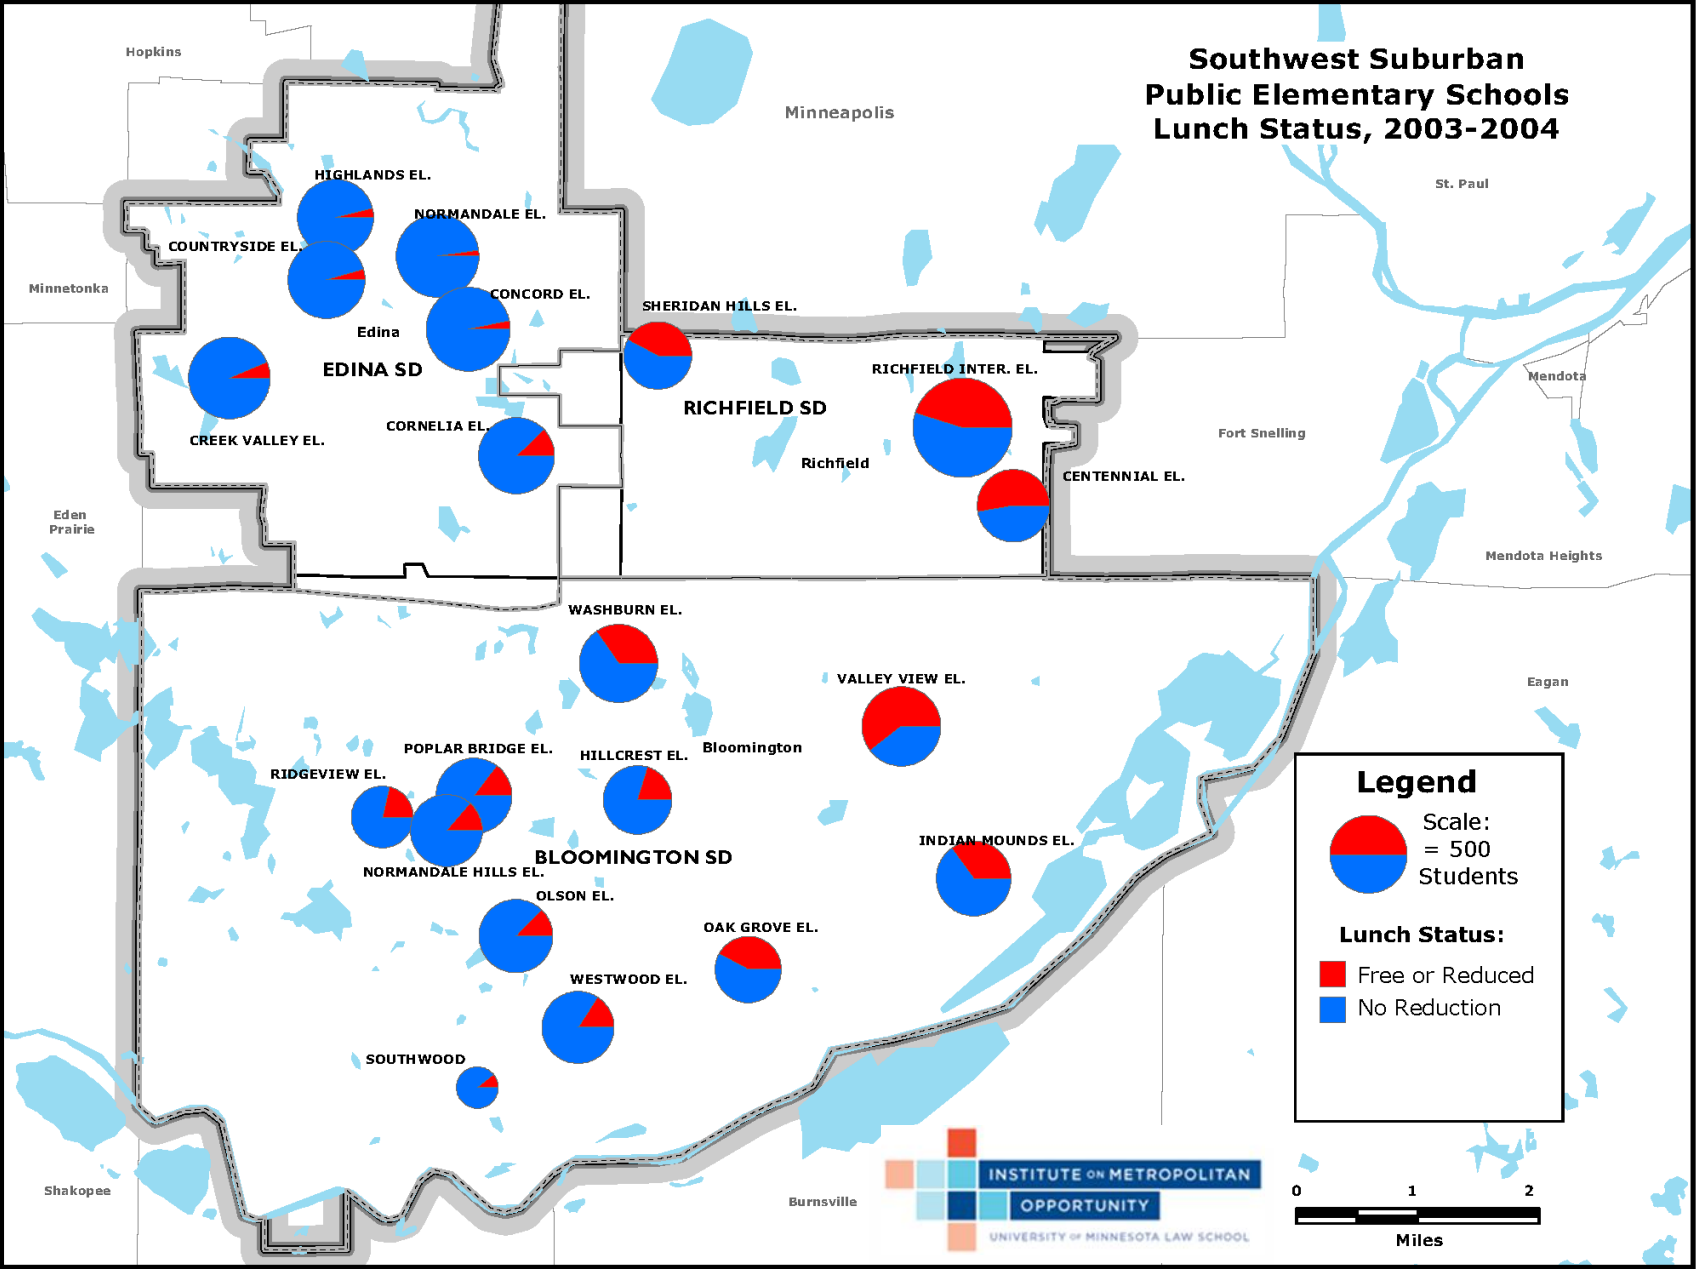 Southwest Suburban
Public Elementary Schools
Lunch Status, 2003-2004
Hopkins
Minneapolis
St. Paul
HIGHLANDS EL.
NORMANDALE EL.
COUNTRYSIDE EL.
Minnetonka
CONCORD EL.
SHERIDAN HILLS EL.
Edina
EDINA SD
RICHFIELD INTER. EL.
Mendota
RICHFIELD SD
CORNELIA EL.
CREEK VALLEY EL.
Fort Snelling
Richfield
CENTENNIAL EL.
Eden
Prairie
Mendota Heights
WASHBURN EL.
VALLEY VIEW EL.
Eagan
POPLAR BRIDGE EL.
HILLCREST EL.
Bloomington
RIDGEVIEW EL.
INDIAN MOUNDS EL.
BLOOMINGTON SD
NORMANDALE HILLS EL.
OLSON EL.
OAK GROVE EL.
WESTWOOD EL.
SOUTHWOOD
Legend
Scale:
= 500
Students
Lunch Status:
Free or Reduced
No Reduction
Shakopee
Burnsville
INSTITUTE ON METROPOLITAN
OPPORTUNITY
UNIVERSITY OF MINNESOTA LAW SCHOOL
0 1 2
Miles